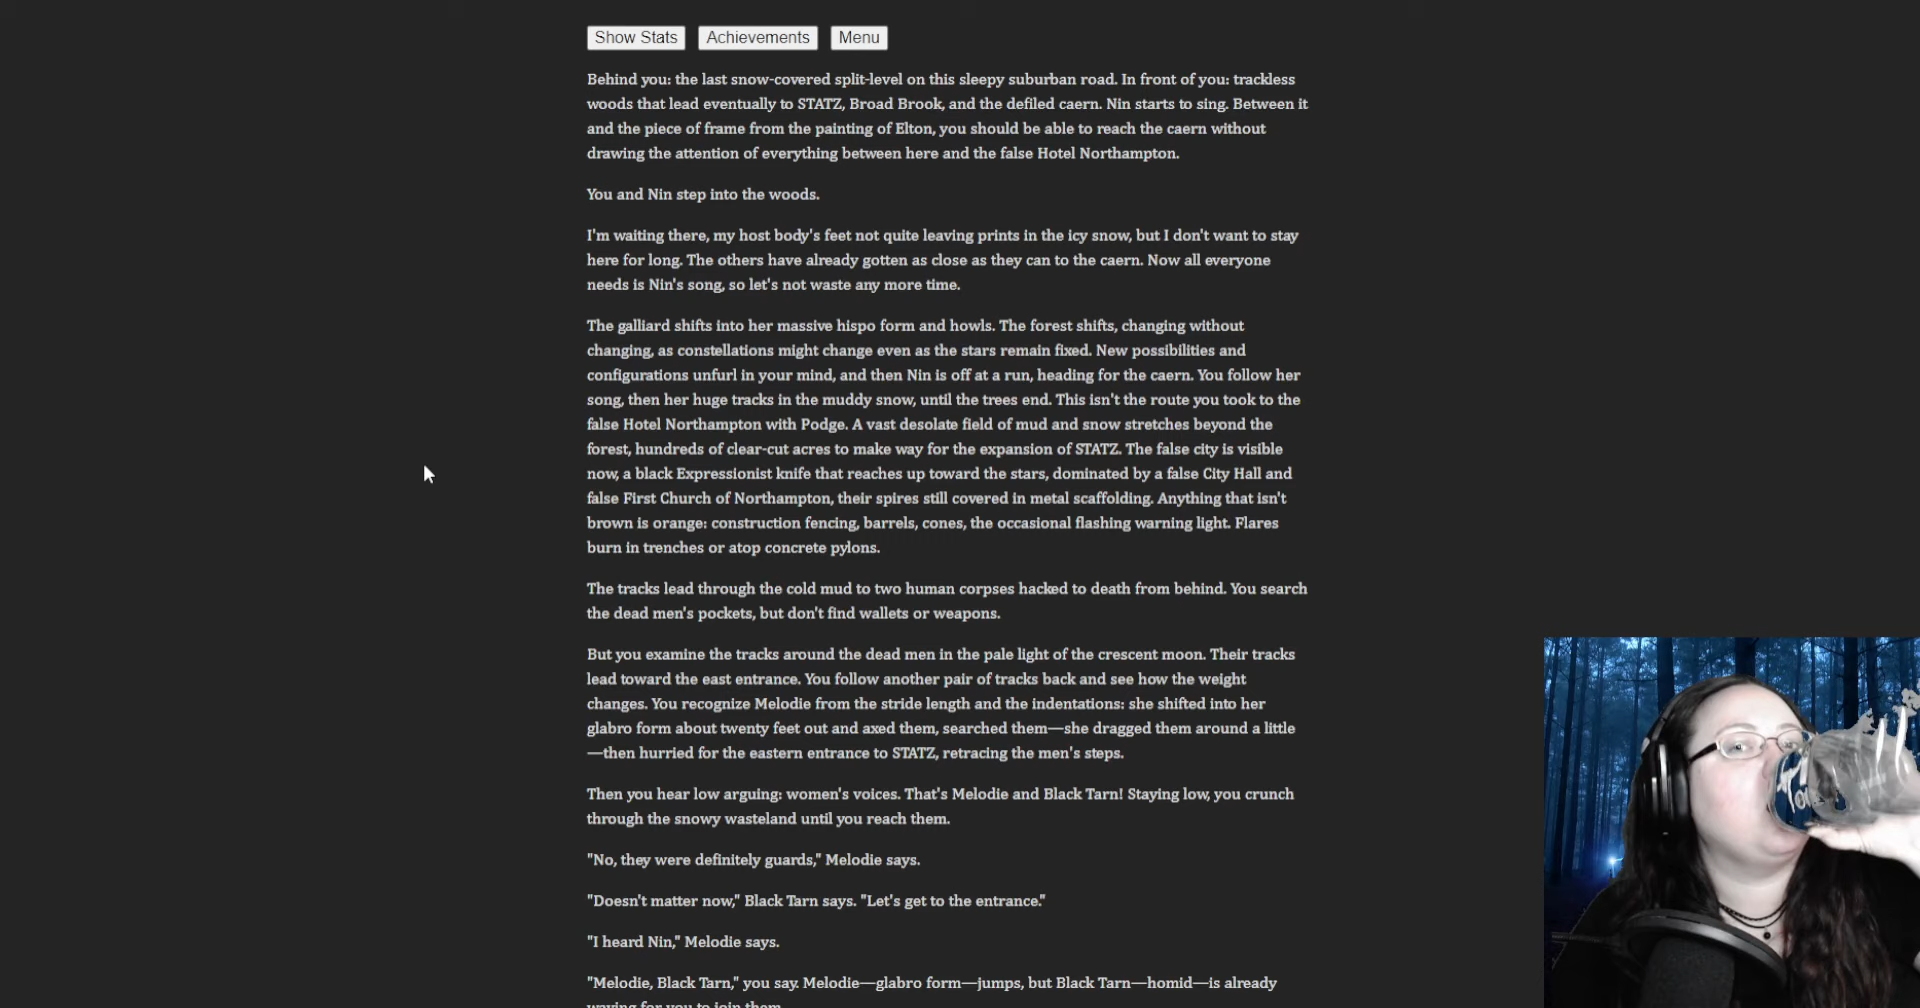 Show Stats Achievements Menu
Behind you: the last snow-covered split-level on this sleepy suburban road. In front of you: trackless
woods that lead eventually to STATZ, Broad Brook, and the defiled caern. Nin starts to sing. Between it
and the piece of frame from the painting of Elton, you should be able to reach the caern without
drawing the attention of everything between here and the false Hotel Northampton.
You and Nin step into the woods.
I'm waiting there, my host body's feet not quite leaving prints in the icy snow, but I don't want to stay
here for long. The others have already gotten as close as they can to the caern. Now all everyone
needs is Nin's song, so let's not waste any more time.
The galliard shifts into her massive hispo form and howls. The forest shifts, changing without
changing, as constellations might change even as the stars remain fixed. New possibilities and
configurations unfurl in your mind, and then Nin is off at a run, heading for the caern. You follow her
song, then her huge tracks in the muddy snow, until the trees end. This isn't the route you took to the
false Hotel Northampton with Podge. A vast desolate field of mud and snow stretches beyond the
forest, hundreds of clear-cut acres to make way for the expansion of STATZ. The false city is visible
now, a black Expressionist knife that reaches up toward the stars, dominated by a false City Hall and
false First Church of Northampton, their spires still covered in metal scaffolding. Anything that isn't
brown is orange: construction fencing, barrels, cones, the occasional flashing warning light. Flares
burn in trenches or atop concrete pylons.
The tracks lead through the cold mud to two human corpses hacked to death from behind. You search
the dead men's pockets, but don't find wallets or weapons.
But you examine the tracks around the dead men in the pale light of the crescent moon. Their tracks
lead toward the east entrance. You follow another pair of tracks back and see how the weight
changes. You recognize Melodie from the stride length and the indentations: she shifted into her
glabro form about twenty feet out and axed them, searched them—she dragged them around a little
—then hurried for the eastern entrance to STATZ, retracing the men's steps.
Then you hear low arguing: women's voices. That's Melodie and Black Tarn! Staying low, you crunch
through the snowy wasteland until you reach them.
"No, they were definitely guards," Melodie says.
"Doesn't matter now," Black Tarn says. "Let's get to the entrance."
"I heard Nin," Melodie says.
"Melodie, Black Tarn," you say. Melodie—glabro form—jumps, but Black Tarn—homid—is already
waving for you to join them.